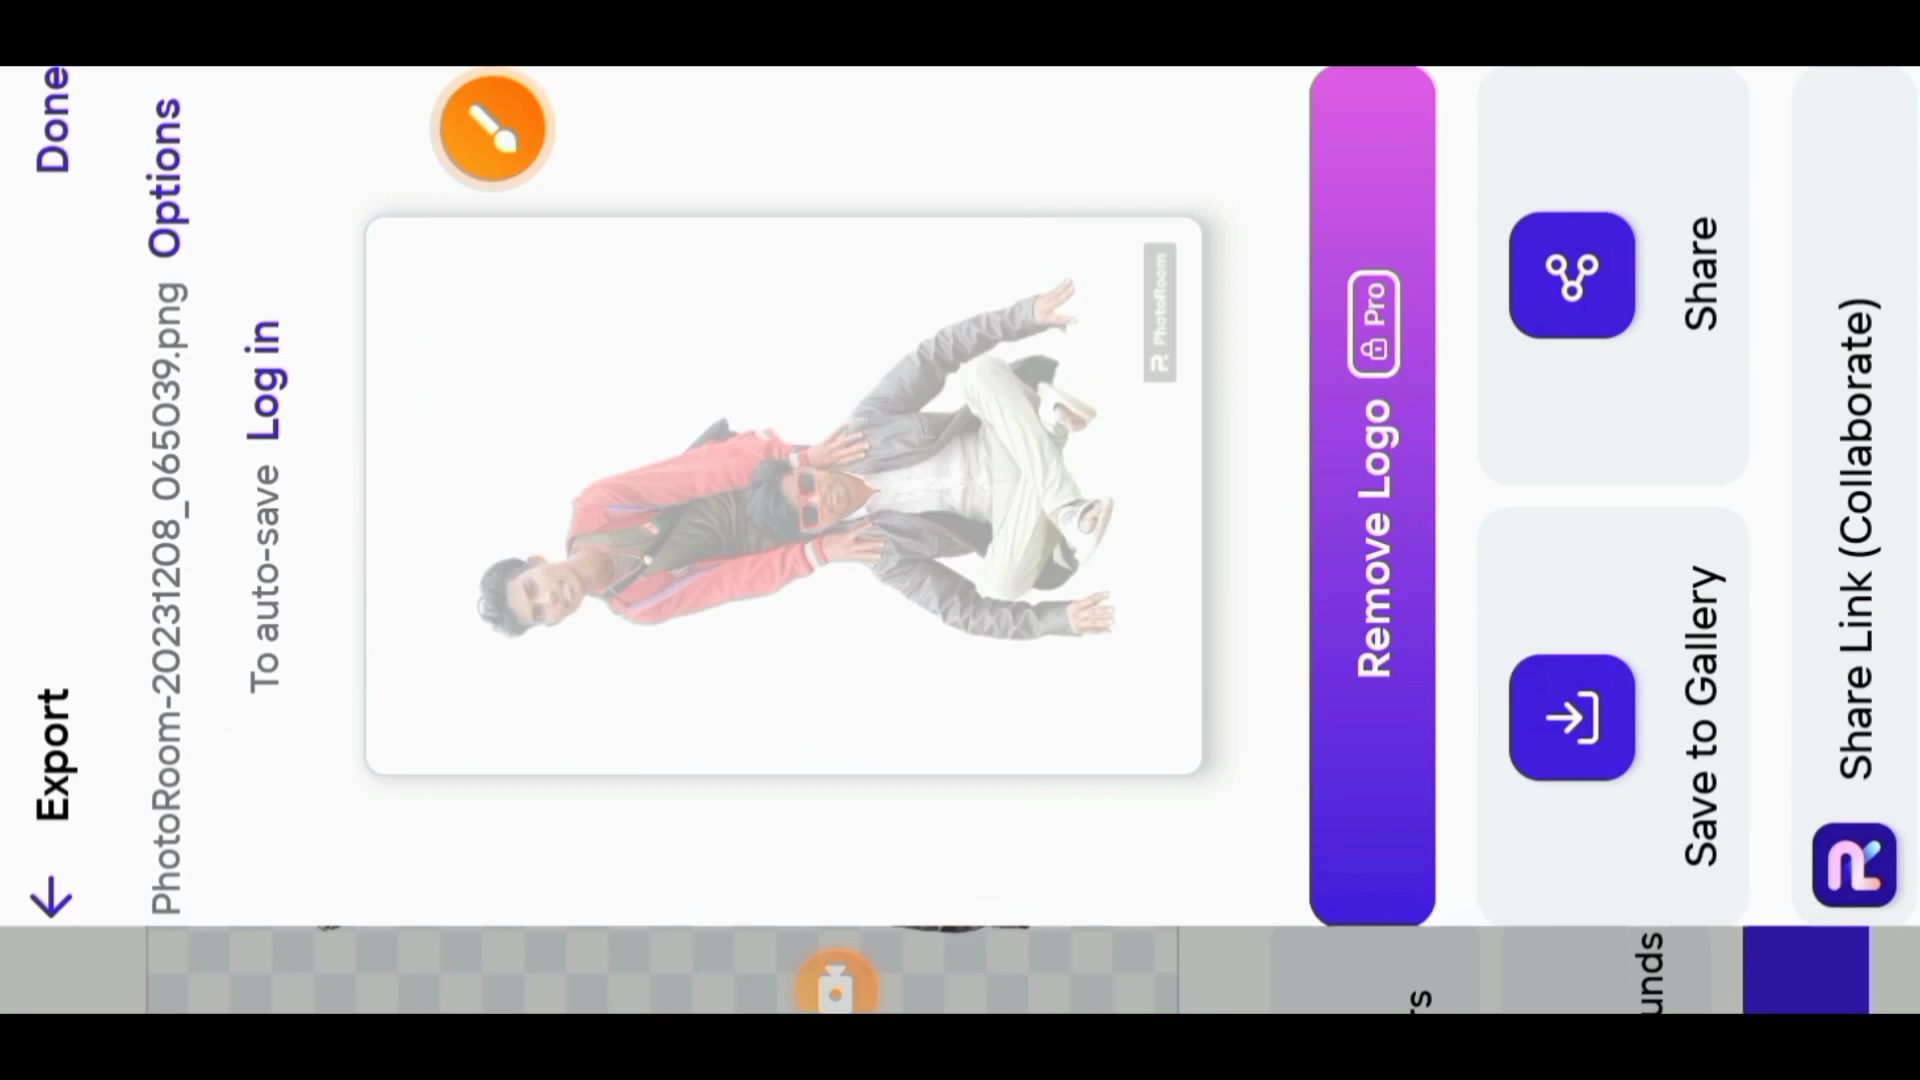 Export Done
PhotoRoom-20231208_065039.png Options
To auto-save Log in
PhotoRoom
Remove Logo Pro
Save to Gallery
Share
Share Link (Collaborate)